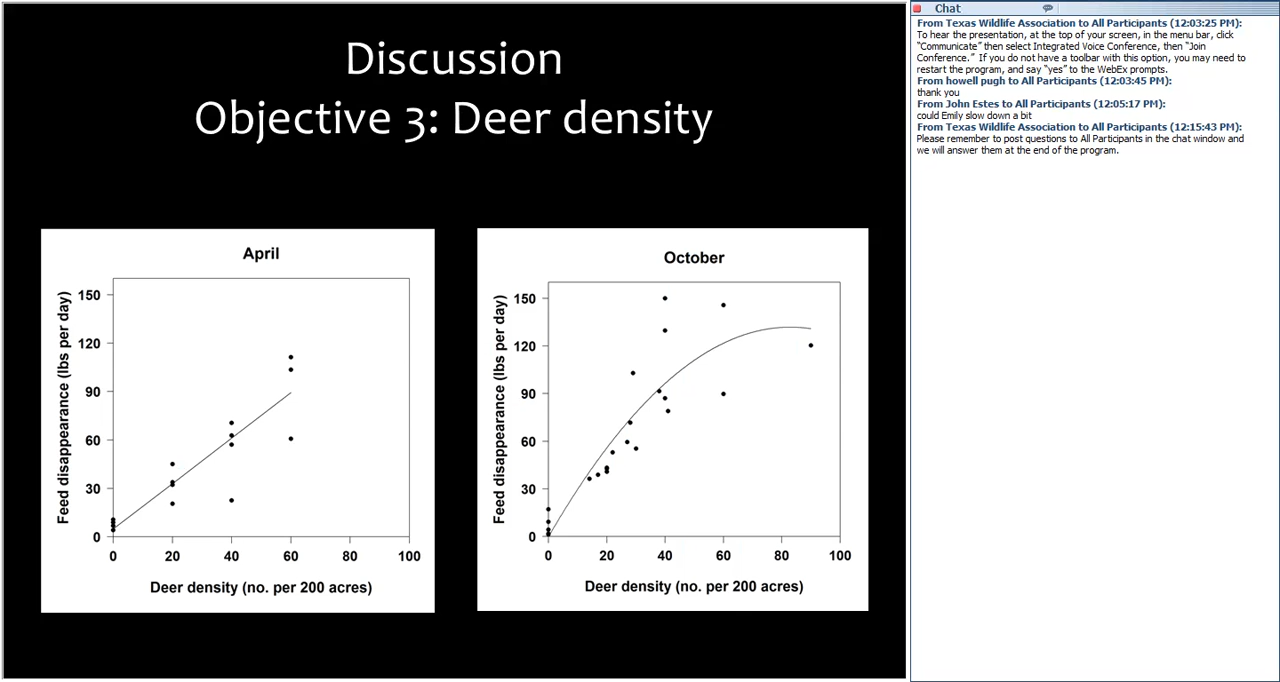 Discussion
Objective 3: Deer density
April
Feed disappearance (lbs per day)
150
120
90
60
30
0
0 20 40 60 80 100
Deer density (no. per 200 acres)
October
Feed disappearance (lbs per day)
150
120
90
60
30
0
0 20 40 60 80 100
Deer density (no. per 200 acres)
Chat
From Texas Wildlife Association to All Participants (12:03:25 PM):
To hear the presentation, at the top of your screen, in the menu bar, click
“Communicate” then select Integrated Voice Conference, then “Join
Conference.” If you do not have a toolbar with this option, you may need to
restart the program, and say “yes” to the WebEx prompts.
From howell pugh to All Participants (12:03:45 PM):
thank you
From John Estes to All Participants (12:05:17 PM):
could Emily slow down a bit
From Texas Wildlife Association to All Participants (12:15:43 PM):
Please remember to post questions to All Participants in the chat window and
we will answer them at the end of the program.